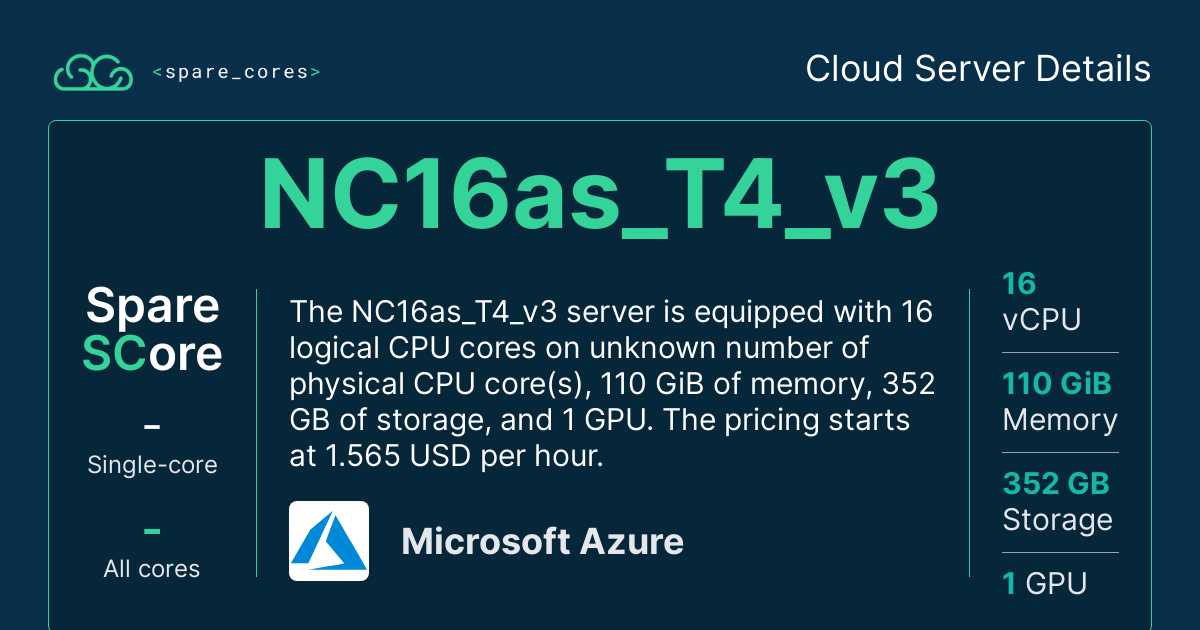 <spare_cores>
Cloud Server Details
NC16as_T4_v3
Spare
SCore
–
Single-core
–
All cores
The NC16as_T4_v3 server is equipped with 16
logical CPU cores on unknown number of
physical CPU core(s), 110 GiB of memory, 352
GB of storage, and 1 GPU. The pricing starts
at 1.565 USD per hour.
Microsoft Azure
16
vCPU
110 GiB
Memory
352 GB
Storage
1 GPU